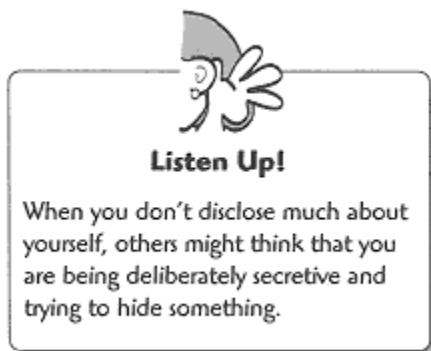 Listen Up!
When you don't disclose much about
yourself, others might think that you
are being deliberately secretive and
trying to hide something.